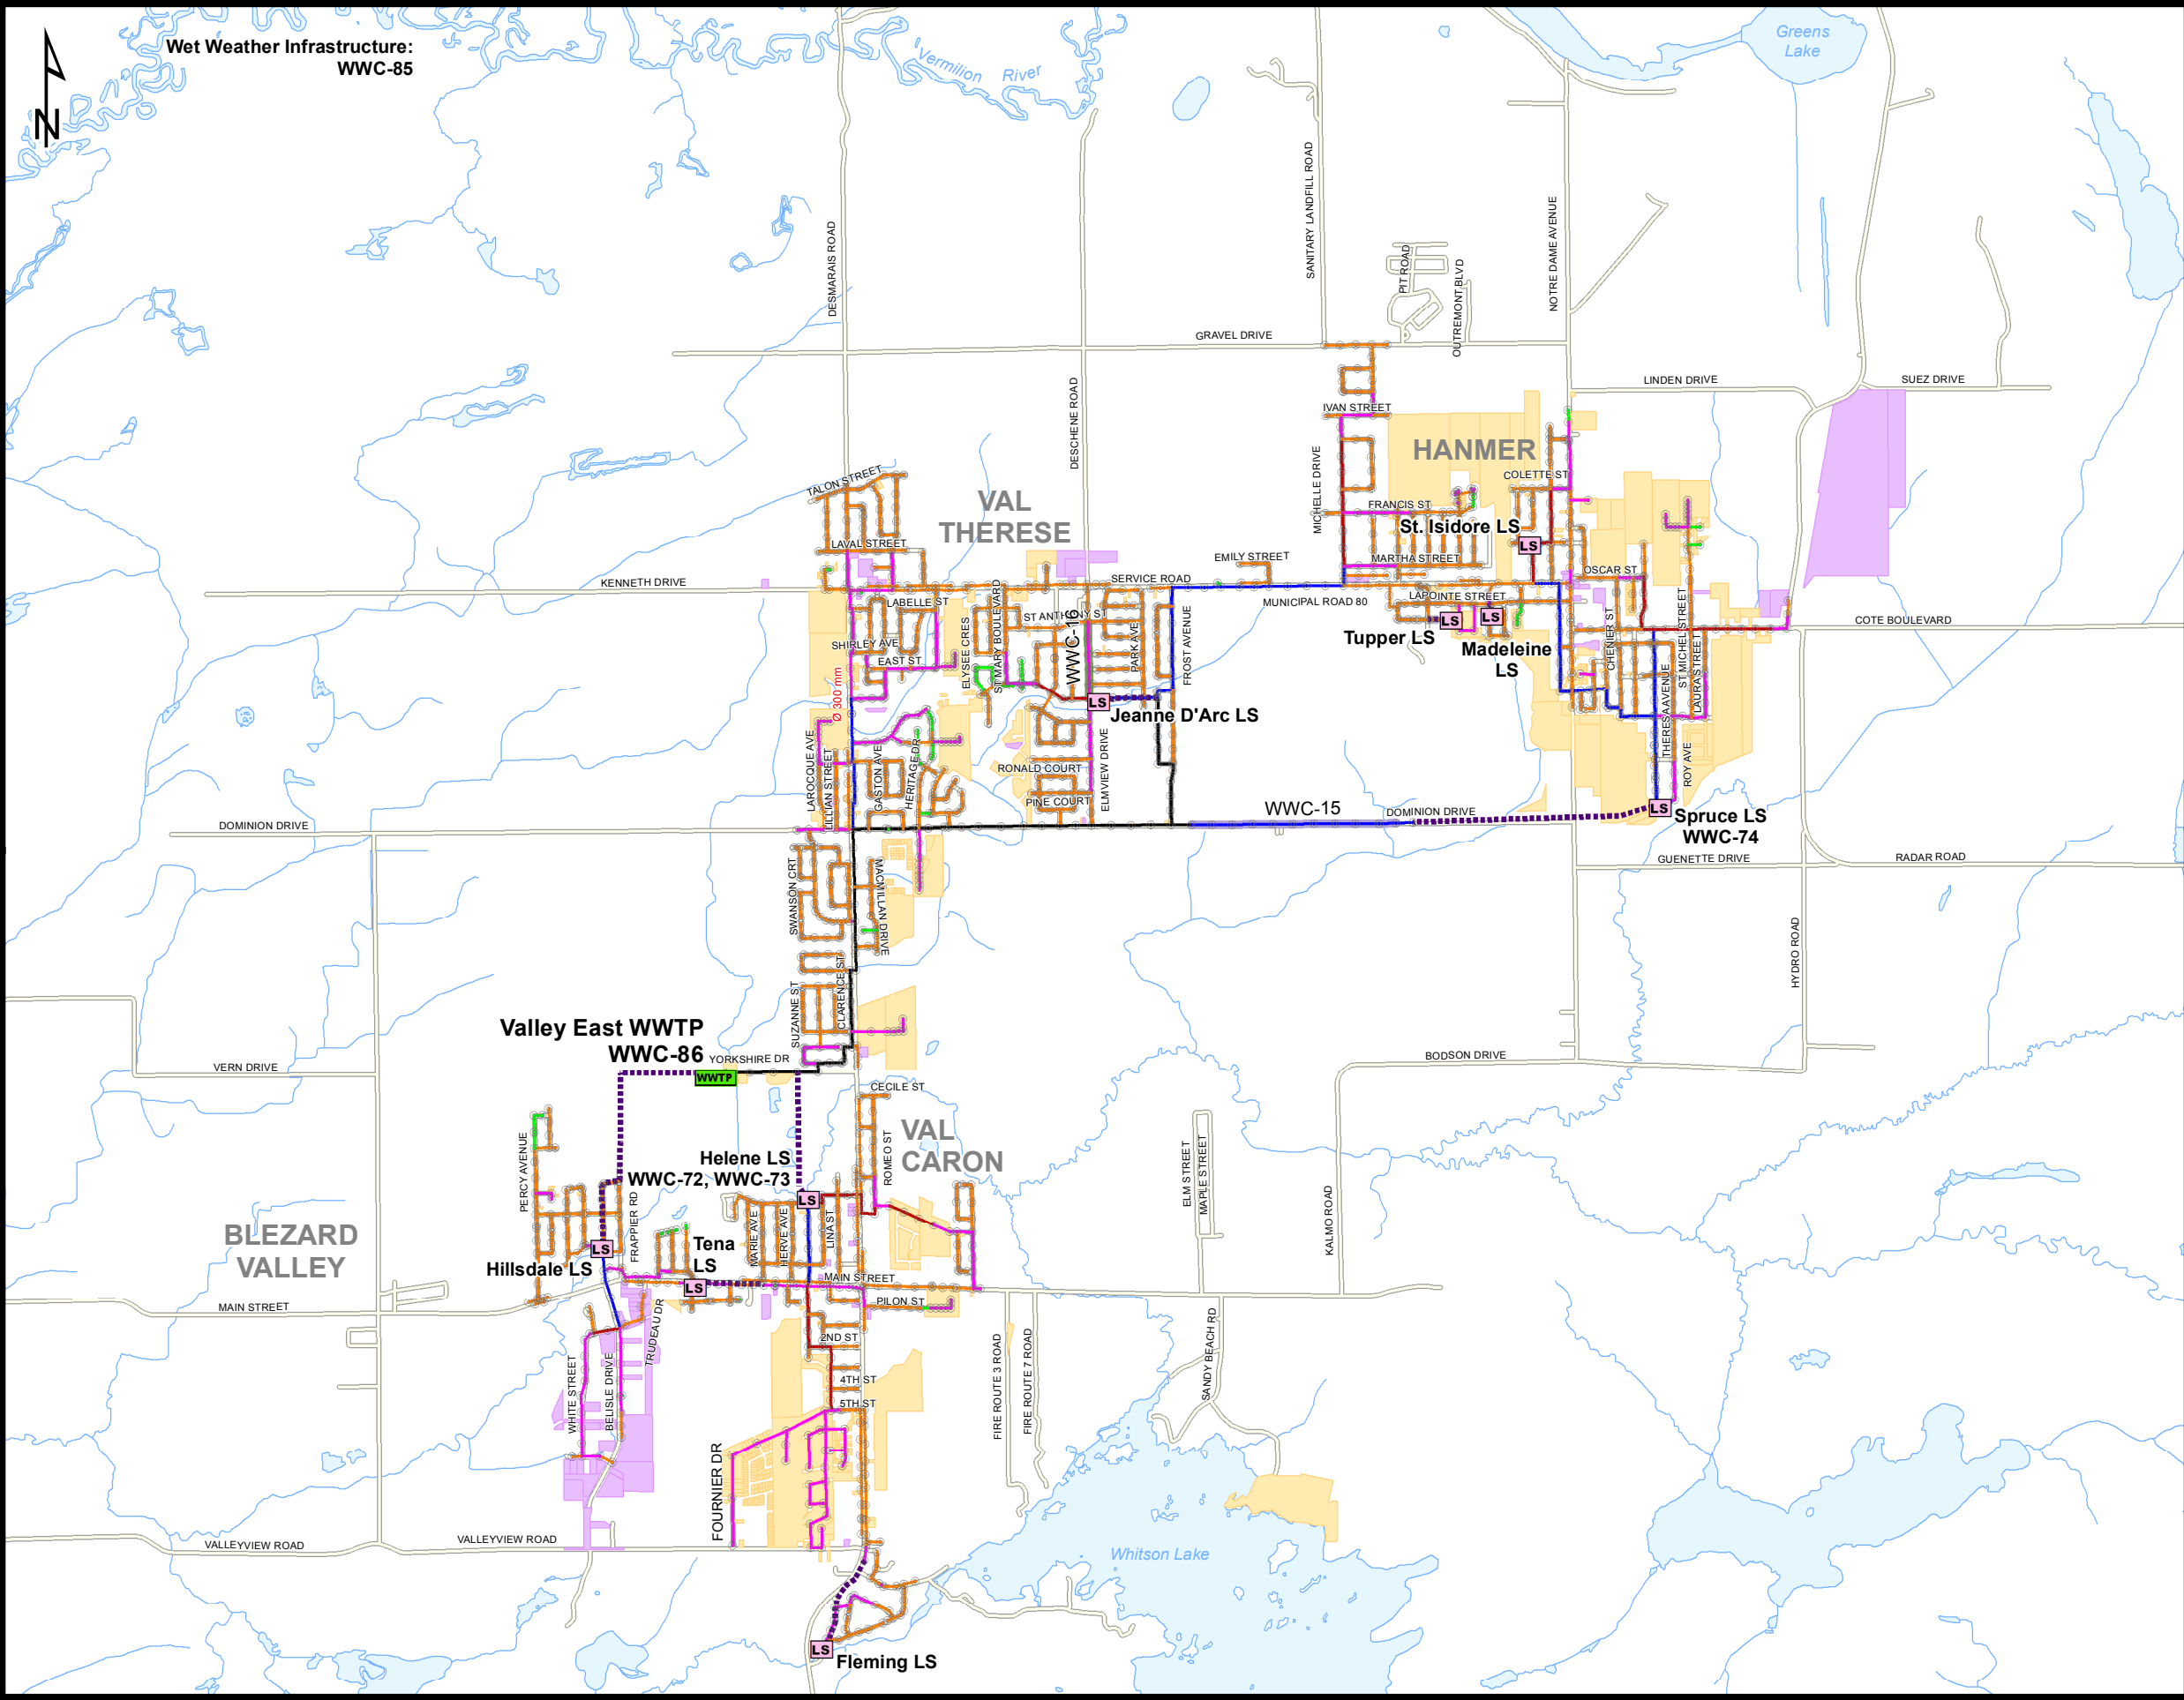 Wet Weather Infrastructure:
WWC-85
N
Vermilion River
Greens
Lake
DESMARAIS ROAD
SANITARY LANDFILL ROAD
NOTRE DAME AVENUE
PIT ROAD
OUTREMONT BLVD
GRAVEL DRIVE
DESCHENE ROAD
LINDEN DRIVE
SUEZ DRIVE
IVAN STREET
HANMER
MICHELLE DRIVE
COLETTE ST
TALON STREET
VAL
THERESE
FRANCIS ST
St. Isidore LS
LS
LAVAL STREET
EMILY STREET
MARTHA STREET
OSCAR ST
KENNETH DRIVE
SERVICE ROAD
MUNICIPAL ROAD 80
LAPOINTE STREET
LABELLE ST
ST ANTHONY ST
COTE BOULEVARD
SHIRLEY AVE
EAST ST
ELYSEE CRES
ST MARY BOULEVARD
WWC-16
PARK AVE
FROST AVENUE
LS
Tupper LS
LS
Madeleine
LS
CHENIER ST
THERESA AVENUE
ST MICHEL STREET
LAURA STREET
ROY AVE
Ø 300 mm
LS
Jeanne D'Arc LS
LAROCQUE AVE
LILLIAN STREET
GASTON AVE
HERITAGE DR
RONALD COURT
PINE COURT
ELMVIEW DRIVE
WWC-15
DOMINION DRIVE
DOMINION DRIVE
LS
Spruce LS
WWC-74
GUENETTE DRIVE
RADAR ROAD
SWANSON CRT
MACMILLAN DRIVE
HYDRO ROAD
SUZANNE ST
CLARENCE ST
Valley East WWTP
WWC-86
YORKSHIRE DR
WWTP
VERN DRIVE
BODSON DRIVE
CECILE ST
VAL
CARON
PERCY AVENUE
ROMEO ST
ELM STREET
MAPLE STREET
Helene LS
WWC-72, WWC-73
LS
KALMO ROAD
BLEZARD
VALLEY
FRAPPIER RD
MARIE AVE
HERVE AVE
LINA ST
LS
Hillsdale LS
Tena
LS
LS
MAIN STREET
MAIN STREET
PILON ST
TRUDEAU DR
2ND ST
4TH ST
5TH ST
WHITE STREET
BELISLE DRIVE
FIRE ROUTE 3 ROAD
FIRE ROUTE 7 ROAD
SANDY BEACH RD
FOURNIER DR
VALLEYVIEW ROAD
VALLEYVIEW ROAD
Whitson Lake
LS
Fleming LS